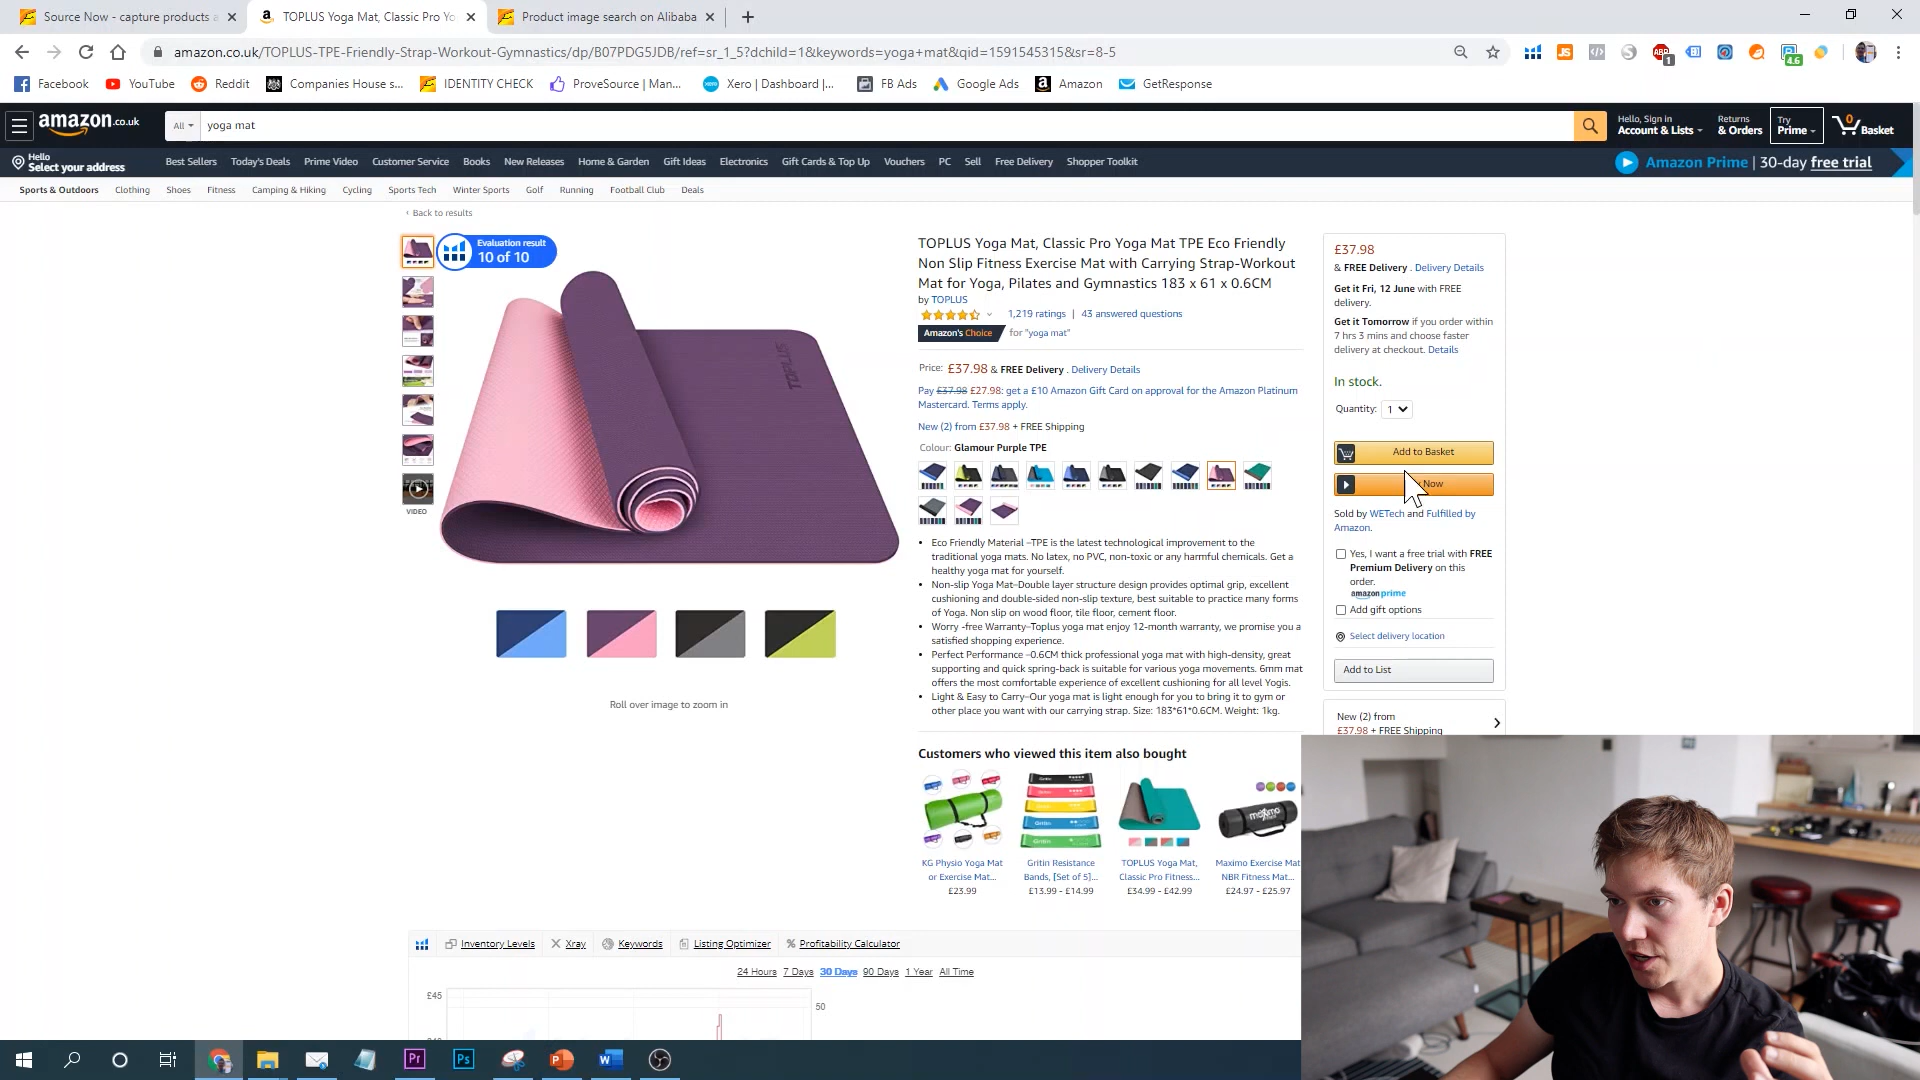 Source Now - capture products a
TOPLUS Yoga Mat, Classic Pro Yo
Product image search on Alibaba
amazon.co.uk/TOPLUS-TPE-Friendly-Strap-Workout-Gymnastics/dp/B07PDG5JDB/ref=sr_1_5?dchild=1&keywords=yoga+mat&qid=1591545315&sr=8-5
Facebook YouTube Reddit Companies House s... IDENTITY CHECK ProveSource | Man... Xero | Dashboard |... FB Ads Google Ads Amazon GetResponse
amazon.co.uk
All
yoga mat
Hello, Sign in
Account & Lists
Returns
& Orders
Try
Prime
0
Basket
Hello
Select your address
Best Sellers Today's Deals Prime Video Customer Service Books New Releases Home & Garden Gift Ideas Electronics Gift Cards & Top Up Vouchers PC Sell Free Delivery Shopper Toolkit
Amazon Prime | 30-day free trial
Sports & Outdoors Clothing Shoes Fitness Camping & Hiking Cycling Sports Tech Winter Sports Golf Running Football Club Deals
‹ Back to results
Evaluation result
10 of 10
TOPLUS
VIDEO
Roll over image to zoom in
TOPLUS Yoga Mat, Classic Pro Yoga Mat TPE Eco Friendly
Non Slip Fitness Exercise Mat with Carrying Strap-Workout
Mat for Yoga, Pilates and Gymnastics 183 x 61 x 0.6CM
by TOPLUS
1,219 ratings | 43 answered questions
Amazon's Choice for "yoga mat"
Price: £37.98 & FREE Delivery . Delivery Details
Pay £37.98 £27.98: get a £10 Amazon Gift Card on approval for the Amazon Platinum
Mastercard. Terms apply.
New (2) from £37.98 + FREE Shipping
Colour: Glamour Purple TPE
• Eco Friendly Material –TPE is the latest technological improvement to the
traditional yoga mats. No latex, no PVC, non-toxic or any harmful chemicals. Get a
healthy yoga mat for yourself.
• Non-slip Yoga Mat–Double layer structure design provides optimal grip, excellent
cushioning and double-sided non-slip texture, best suitable to practice many forms
of Yoga. Non slip on wood floor, tile floor, cement floor.
• Worry -free Warranty–Toplus yoga mat enjoy 12-month warranty, we promise you a
satisfied shopping experience.
• Perfect Performance –0.6CM thick professional yoga mat with high-density, great
supporting and quick spring-back is suitable for various yoga movements. 6mm mat
offers the most comfortable experience of excellent cushioning for all level Yogis.
• Light & Easy to Carry–Our yoga mat is light enough for you to bring it to gym or
other place you want with our carrying strap. Size: 183*61*0.6CM. Weight: 1kg.
£37.98
& FREE Delivery . Delivery Details
Get it Fri, 12 June with FREE
delivery.
Get it Tomorrow if you order within
7 hrs 3 mins and choose faster
delivery at checkout. Details
In stock.
Quantity: 1
Add to Basket
Now
Sold by WETech and Fulfilled by
Amazon.
Yes, I want a free trial with FREE
Premium Delivery on this
order.
amazon prime
Add gift options
Select delivery location
Add to List
New (2) from
£37.98 + FREE Shipping
Customers who viewed this item also bought
KG Physio Yoga Mat
or Exercise Mat...
£23.99
Gritin Resistance
Bands, [Set of 5]...
£13.99 - £14.99
TOPLUS Yoga Mat,
Classic Pro Fitness...
£34.99 - £42.99
Maximo Exercise Mat
NBR Fitness Mat...
£24.97 - £25.97
Inventory Levels Xray Keywords Listing Optimizer Profitability Calculator
24 Hours 7 Days 30 Days 90 Days 1 Year All Time
£45
50